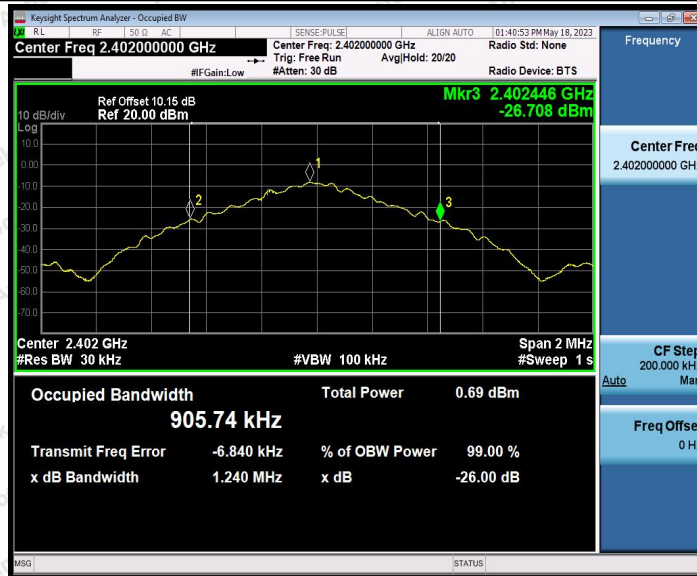 Keysight Spectrum Analyzer - Occupied BW
LXI RL RF 50 Ω AC SENSE:PULSE ALIGN AUTO 01:40:53 PM May 18, 2023
Center Freq 2.402000000 GHz
Center Freq: 2.402000000 GHz
Radio Std: None
Trig: Free Run Avg|Hold: 20/20
#IFGain:Low #Atten: 30 dB Radio Device: BTS
Frequency
Ref Offset 10.15 dB
10 dB/div Ref 20.00 dBm
Mkr3 2.402446 GHz
-26.708 dBm
Log
10.0
0.00
-10.0
-20.0
-30.0
-40.0
-50.0
-60.0
-70.0
1
2
3
Center 2.402 GHz Span 2 MHz
#Res BW 30 kHz #VBW 100 kHz #Sweep 1 s
Occupied Bandwidth Total Power 0.69 dBm
905.74 kHz
Transmit Freq Error -6.840 kHz % of OBW Power 99.00 %
x dB Bandwidth 1.240 MHz x dB -26.00 dB
Center Fre
2.402000000 GH
CF Step
200.000 kH
Auto Ma
Freq Offse
0 H
MSG STATUS